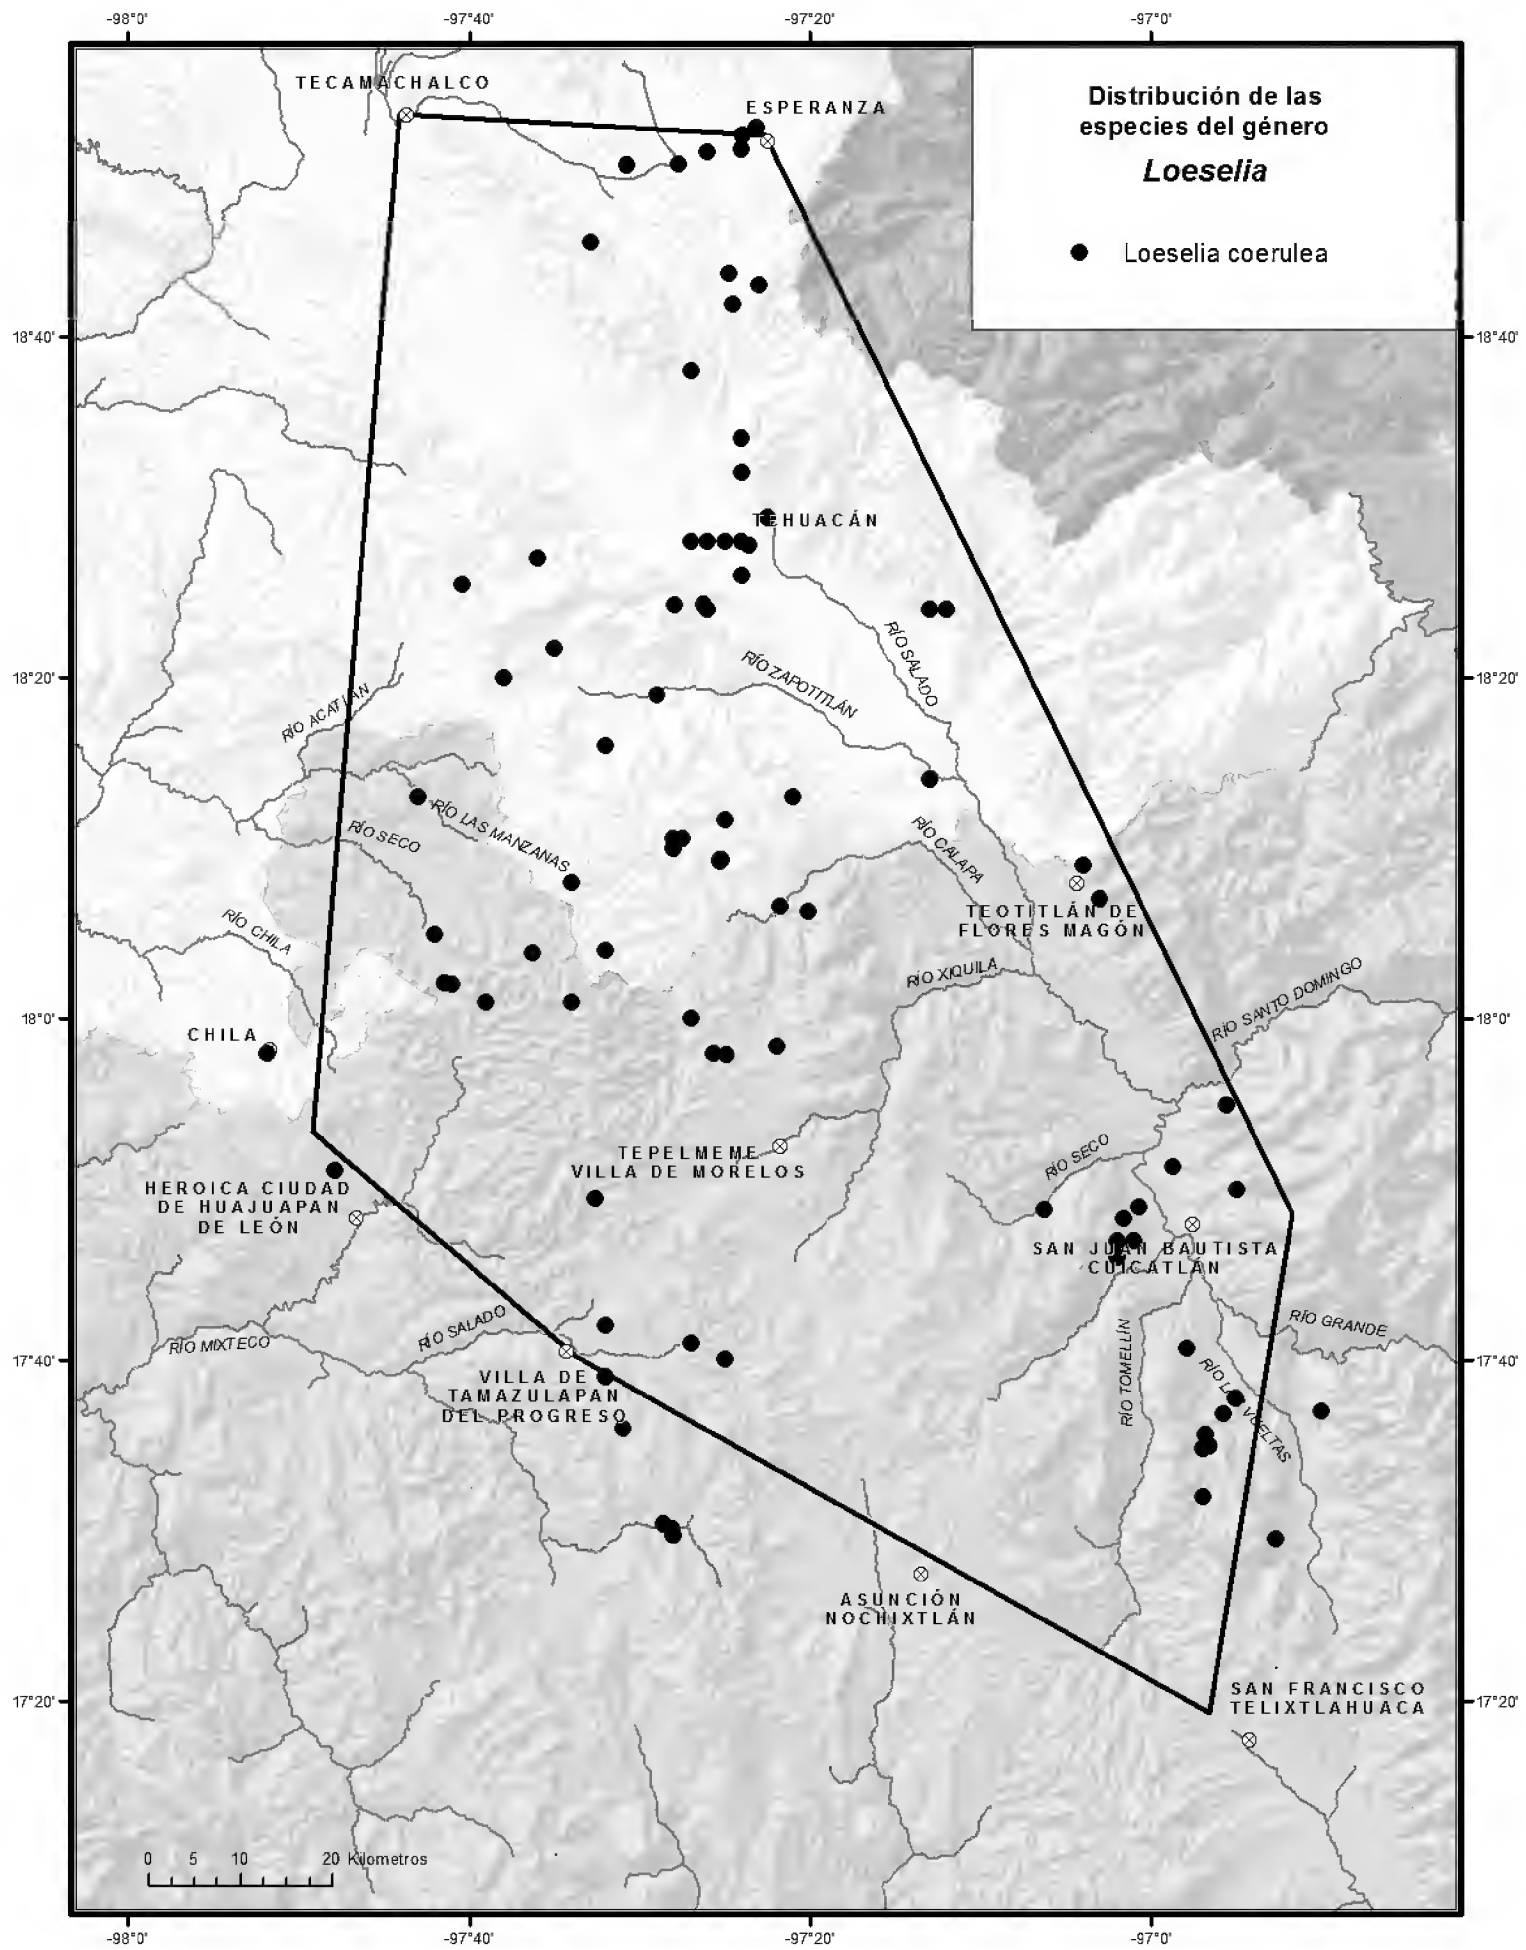 -98°0'
-97°40'
-97°20'
-97°0'
Distribución de las
especies del género
Loeselia
Loeselia coerulea
TECAMACHALCO
ESPERANZA
18°40'
18°40'
TEHUACÁN
RÍO SALADO
RÍO ZAPOTITLÁN
18°20'
18°20'
RÍO ACATLÁN
RÍO LAS MANZANAS
RÍO SECO
RÍO CALAPA
TEOTITLÁN DE
FLORES MAGÓN
RÍO CHILA
RÍO XIQUILA
RÍO SANTO DOMINGO
18°0'
18°0'
CHILA
TEPELMEME
VILLA DE MORELOS
RÍO SECO
HEROICA CIUDAD
DE HUAJUAPAN
DE LEÓN
SAN JUAN BAUTISTA
CUICATLÁN
RÍO SALADO
RÍO MIXTECO
RÍO GRANDE
RÍO TOMELLÍN
17°40'
17°40'
VILLA DE
TAMAZULAPAN
DEL PROGRESO
RÍO L VUELTAS
ASUNCIÓN
NOCHIXTLÁN
SAN FRANCISCO
TELIXTLAHUACA
17°20'
17°20'
0 5 10 20 Kilometros
-98°0'
-97°40'
-97°20'
-97°0'